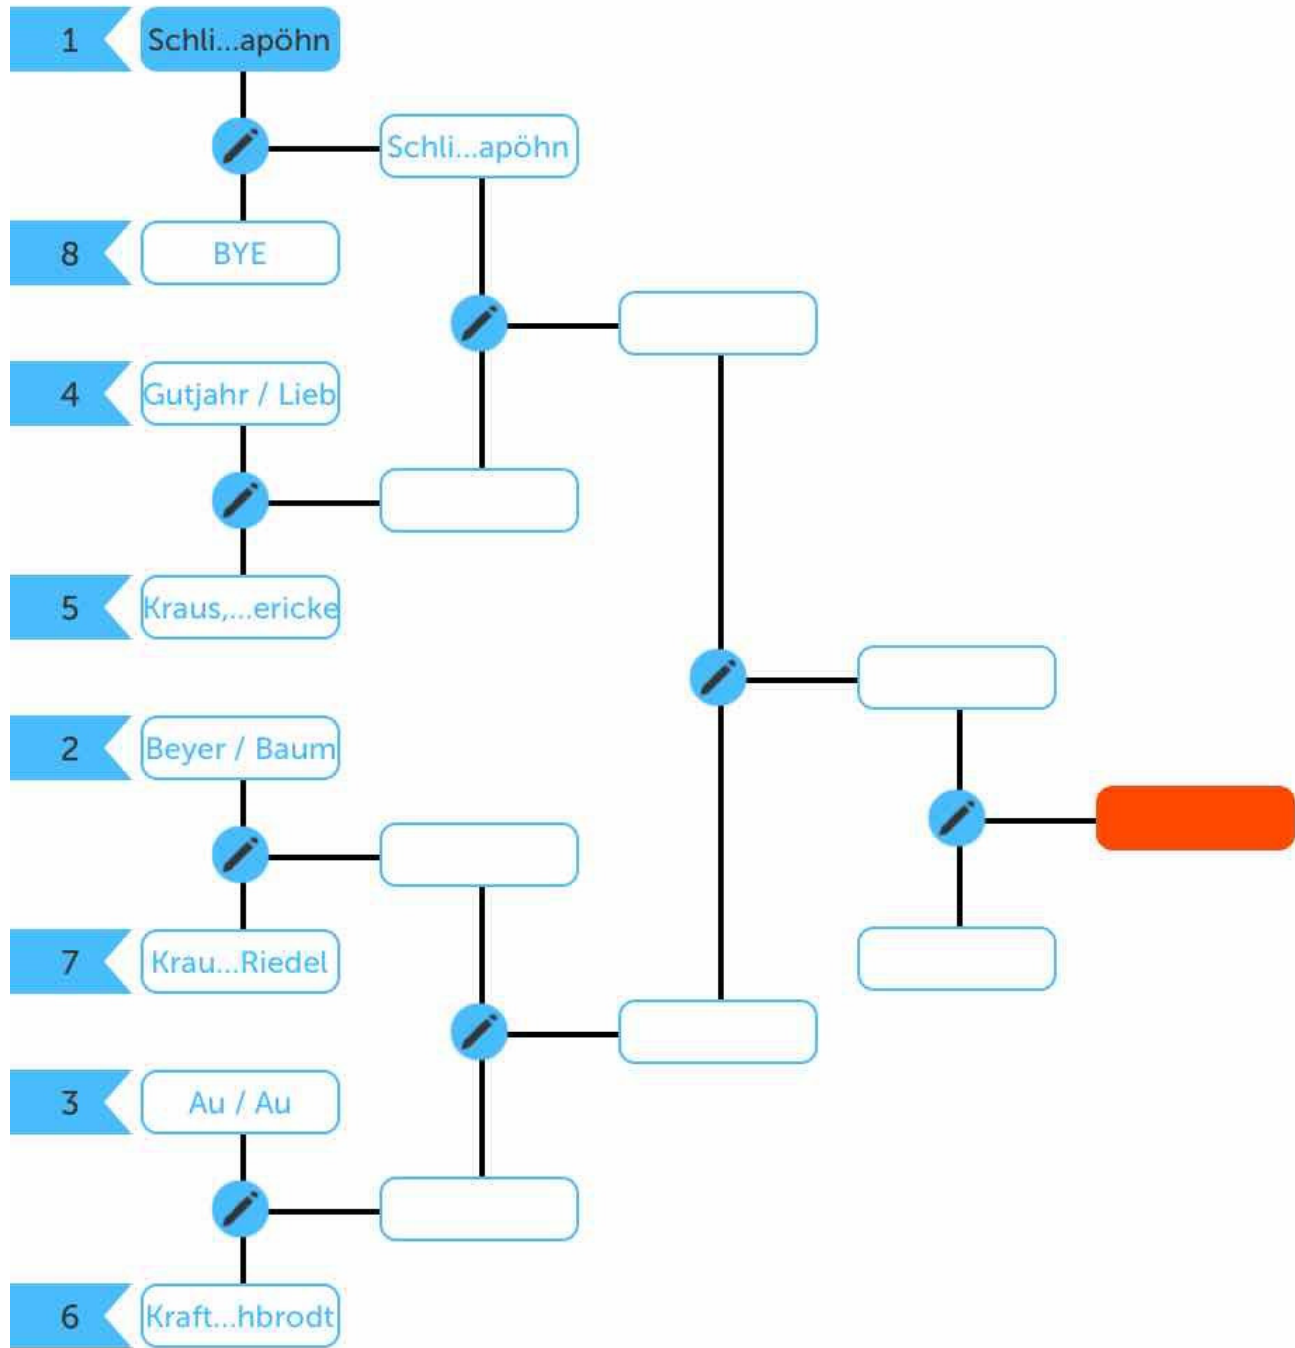 1 Schli...apöhn
Schli...apöhn
8 BYE
4 Gutjahr / Lieb
5 Kraus,...ericke
2 Beyer / Baum
7 Krau...Riedel
3 Au / Au
6 Kraft...hbrodt